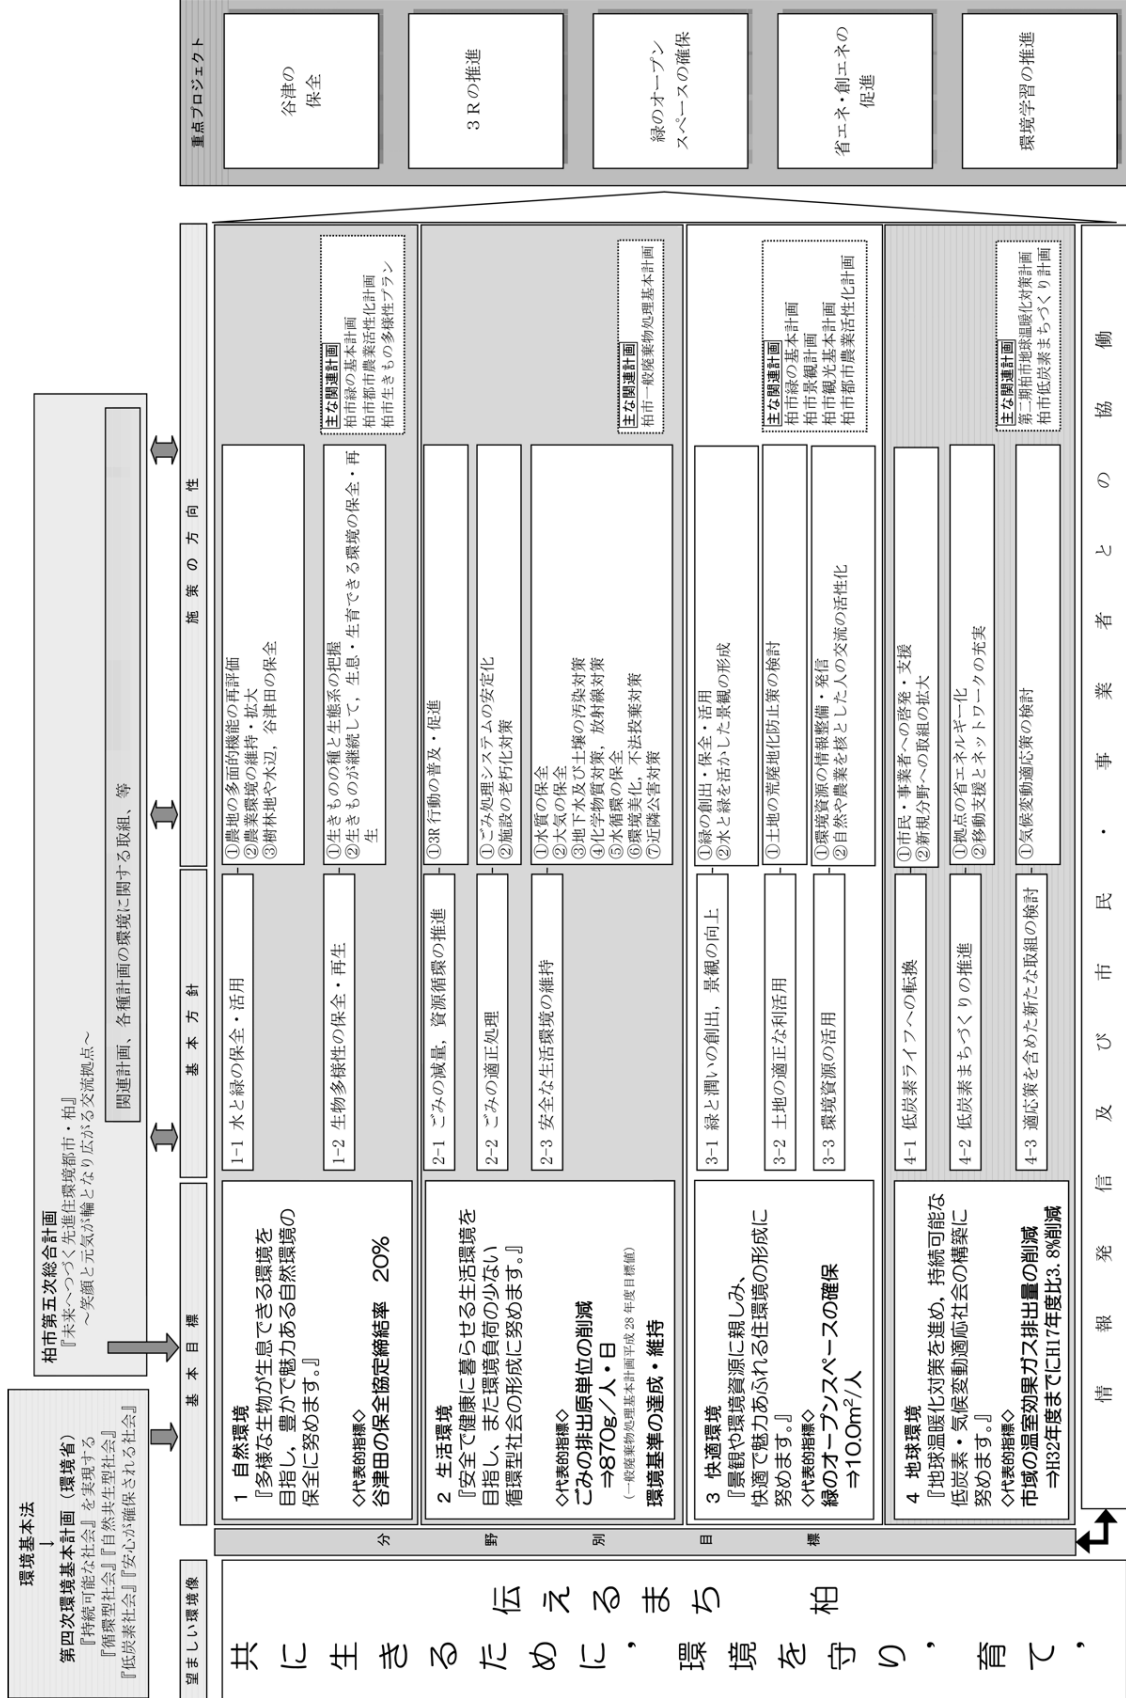 環境基本法
↓
第四次環境基本計画（環境省）
『持続可能な社会』を実現する
『循環型社会』『自然共生型社会』
『低炭素社会』『安心が確保される社会』
柏市第五次総合計画
『未来へつづく先進住環境都市・柏』
～笑顔と元気が輪となり広がる交流拠点～
関連計画、各種計画の環境に関する取組、等
望ましい環境像
基本目標
基本方針
施策の方向性
重点プロジェクト
共に生きるために，環境を守り，育て，
伝えるまち　柏
分野別目標
1　自然環境
『多様な生物が生息できる環境を
目指し，豊かで魅力ある自然環境の
保全に努めます。』
◇代表的指標◇
谷津田の保全協定締結率　20%
1-1 水と緑の保全・活用
①農地の多面的機能の再評価
②農業環境の維持・拡大
③樹林地や水辺，谷津田の保全
1-2 生物多様性の保全・再生
①生きものの種と生態系の把握
②生きものが継続して，生息・生育できる環境の保全・再
生
主な関連計画
柏市緑の基本計画
柏市都市農業活性化計画
柏市生きもの多様性プラン
2　生活環境
『安全で健康に暮らせる生活環境を
目指し、また環境負荷の少ない
循環型社会の形成に努めます。』
◇代表的指標◇
ごみの排出原単位の削減
⇒870g／人・日
（一般廃棄物処理基本計画平成 28 年度目標値）
環境基準の達成・維持
2-1 ごみの減量，資源循環の推進
①3R 行動の普及・促進
2-2 ごみの適正処理
①ごみ処理システムの安定化
②施設の老朽化対策
2-3 安全な生活環境の維持
①水質の保全
②大気の保全
③地下水及び土壌の汚染対策
④化学物質対策，放射線対策
⑤水循環の保全
⑥環境美化，不法投棄対策
⑦近隣公害対策
主な関連計画
柏市一般廃棄物処理基本計画
3　快適環境
『景観や環境資源に親しみ、
快適で魅力あふれる住環境の形成に
努めます。』
◇代表的指標◇
緑のオープンスペースの確保
⇒10.0m²/人
3-1 緑と潤いの創出，景観の向上
①緑の創出・保全・活用
②水と緑を活かした景観の形成
3-2 土地の適正な利活用
①土地の荒廃地化防止策の検討
3-3 環境資源の活用
①環境資源の情報整備・発信
②自然や農業を核とした人の交流の活性化
主な関連計画
柏市緑の基本計画
柏市景観計画
柏市観光基本計画
柏市都市農業活性化計画
4　地球環境
『地球温暖化対策を進め，持続可能な
低炭素・気候変動適応社会の構築に
努めます。』
◇代表的指標◇
市域の温室効果ガス排出量の削減
⇒H32年度までにH17年度比3.8%削減
4-1 低炭素ライフへの転換
①市民・事業者への啓発・支援
②新規分野への取組の拡大
4-2 低炭素まちづくりの推進
①拠点の省エネルギー化
②移動支援とネットワークの充実
4-3 適応策を含めた新たな取組の検討
①気候変動適応策の検討
主な関連計画
第二期柏市地球温暖化対策計画
柏市低炭素まちづくり計画
情報発信及び市民・事業者との協働
谷津の
保全
３Ｒの推進
緑のオープン
スペースの確保
省エネ・創エネの
促進
環境学習の推進